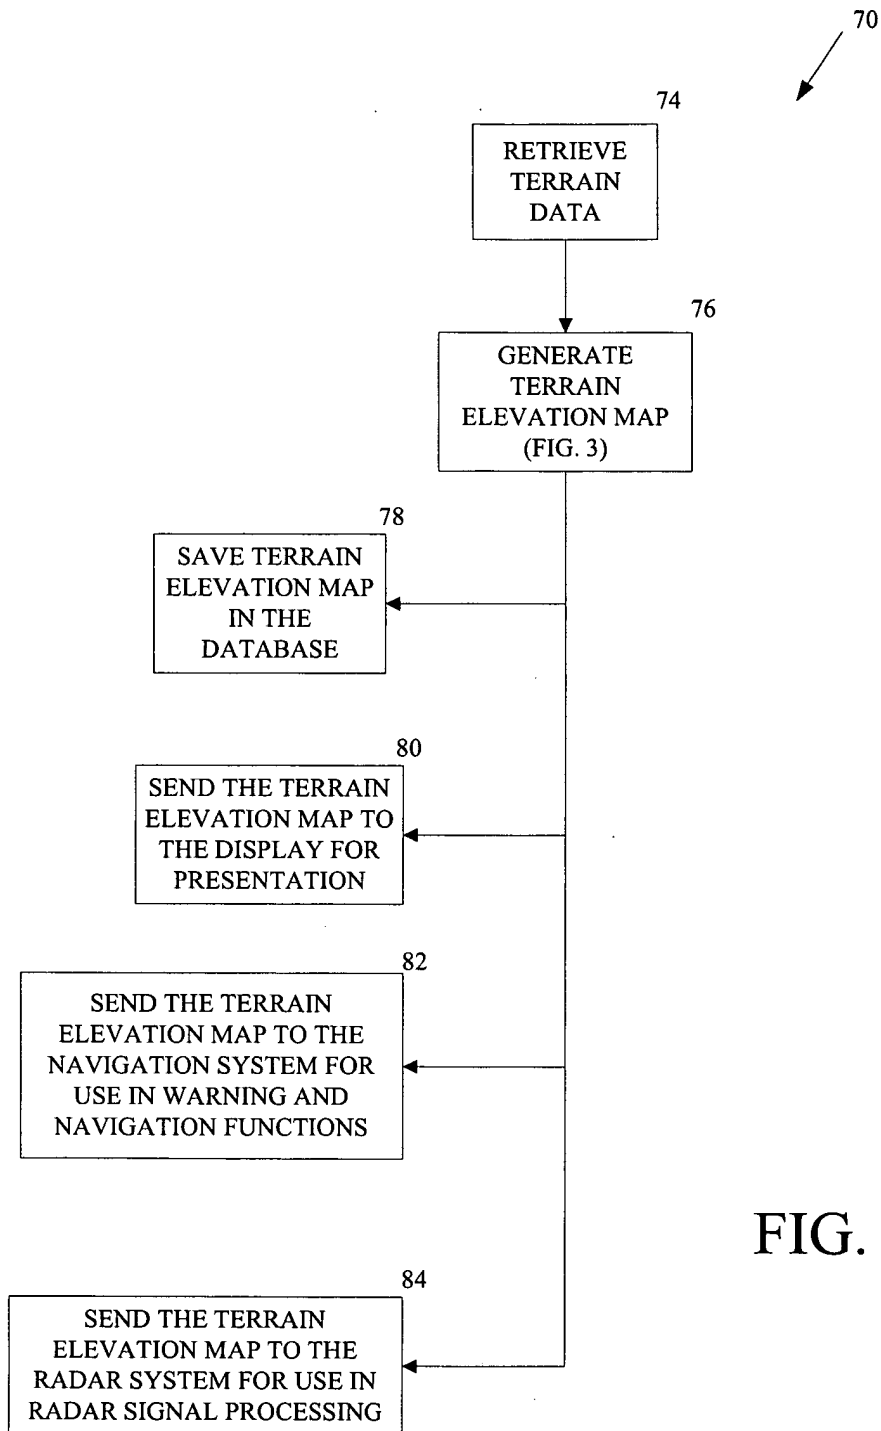 70
74
RETRIEVE
TERRAIN
DATA
76
GENERATE
TERRAIN
ELEVATION MAP
(FIG. 3)
78
SAVE TERRAIN
ELEVATION MAP
IN THE
DATABASE
80
SEND THE TERRAIN
ELEVATION MAP TO
THE DISPLAY FOR
PRESENTATION
82
SEND THE TERRAIN
ELEVATION MAP TO THE
NAVIGATION SYSTEM FOR
USE IN WARNING AND
NAVIGATION FUNCTIONS
FIG.
84
SEND THE TERRAIN
ELEVATION MAP TO THE
RADAR SYSTEM FOR USE IN
RADAR SIGNAL PROCESSING